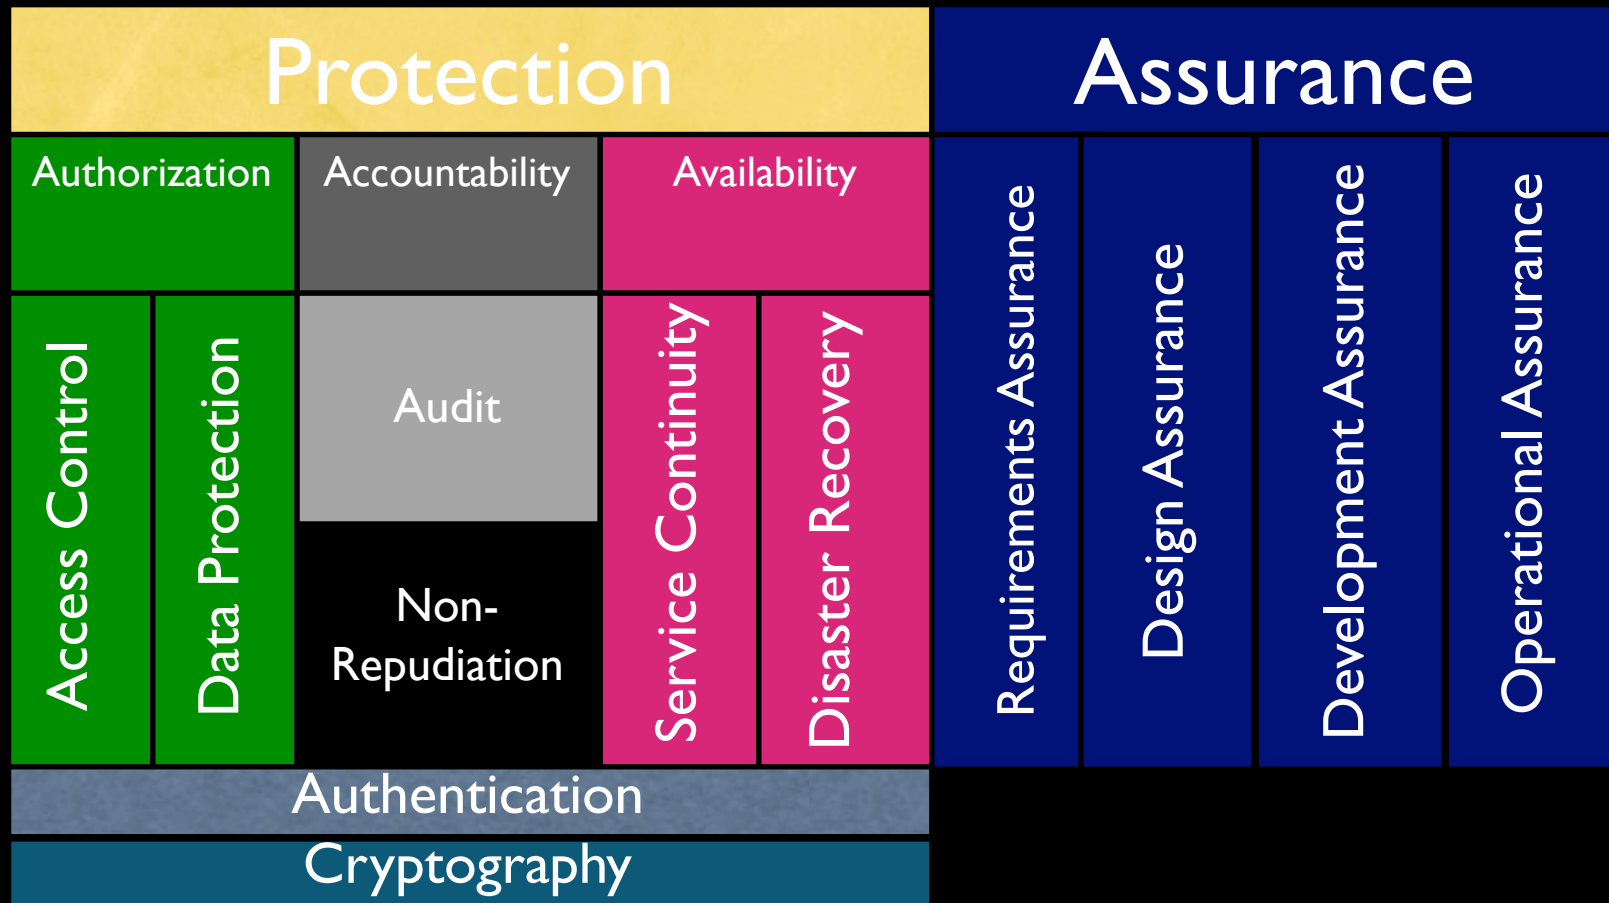 Protection
Assurance
Authorization
Accountability
Availability
Access Control
Data Protection
Audit
Non-
Repudiation
Service Continuity
Disaster Recovery
Requirements Assurance
Design Assurance
Development Assurance
Operational Assurance
Authentication
Cryptography